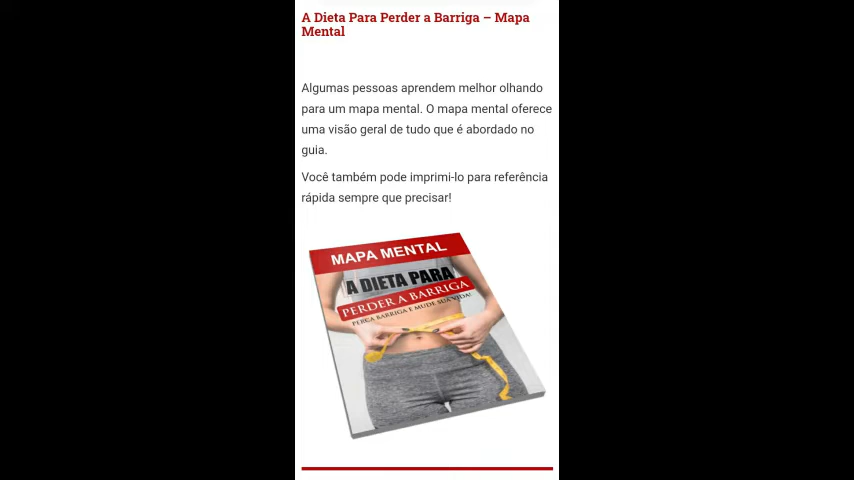 A Dieta Para Perder a Barriga – Mapa
Mental
Algumas pessoas aprendem melhor olhando
para um mapa mental. O mapa mental oferece
uma visão geral de tudo que é abordado no
guia.
Você também pode imprimi-lo para referência
rápida sempre que precisar!
MAPA MENTAL
A DIETA PARA
PERDER A BARRIGA
PERCA BARRIGA E MUDE SUA VIDA!